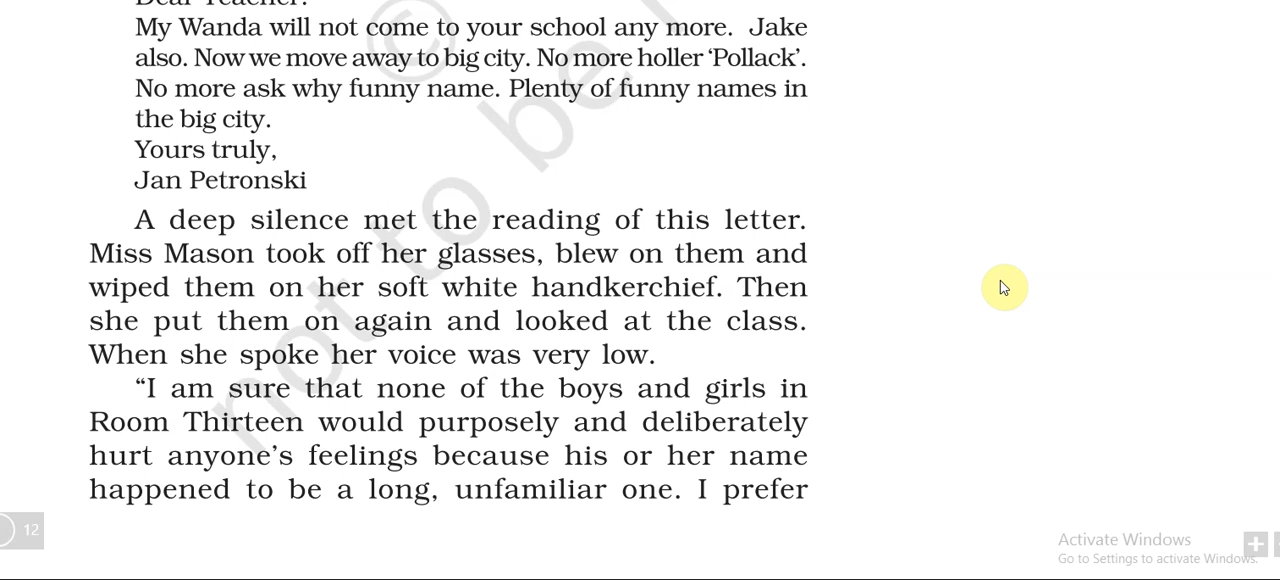 Dear Teacher:
My Wanda will not come to your school any more. Jake
also. Now we move away to big city. No more holler ‘Pollack’.
No more ask why funny name. Plenty of funny names in
the big city.
Yours truly,
Jan Petronski
A deep silence met the reading of this letter.
Miss Mason took off her glasses, blew on them and
wiped them on her soft white handkerchief. Then
she put them on again and looked at the class.
When she spoke her voice was very low.
“I am sure that none of the boys and girls in
Room Thirteen would purposely and deliberately
hurt anyone’s feelings because his or her name
happened to be a long, unfamiliar one. I prefer
12
not to be
©
Activate Windows
Go to Settings to activate Windows.